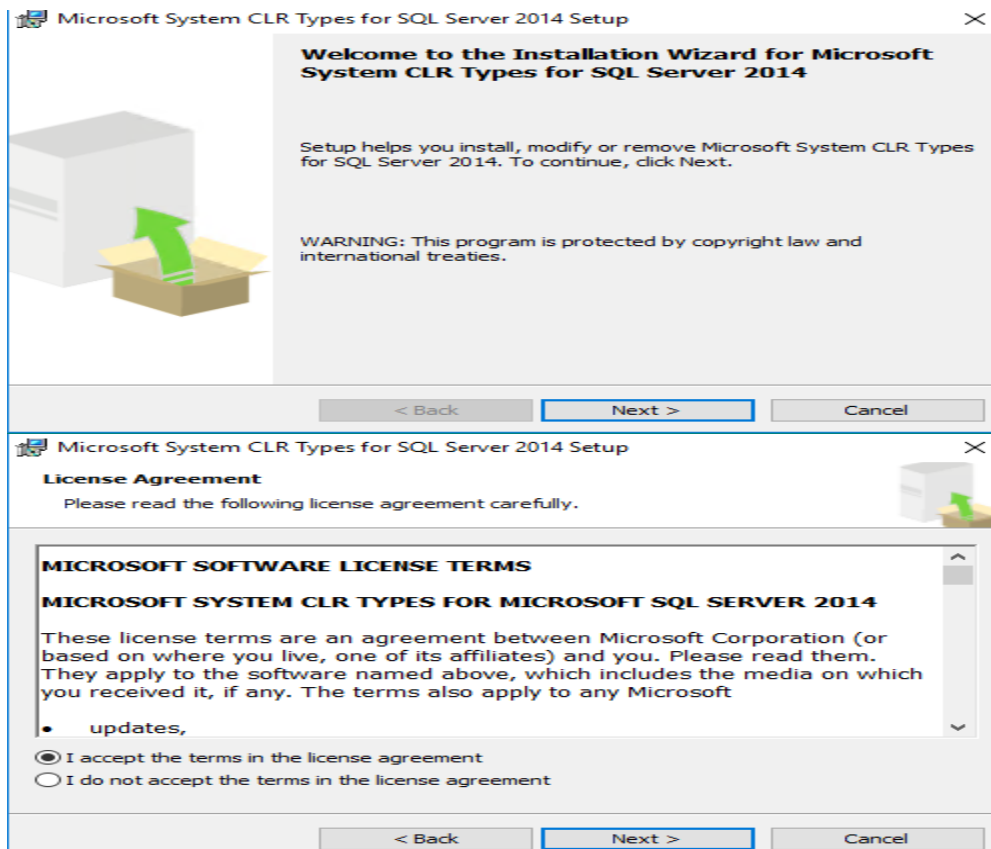 Microsoft System CLR Types for SQL Server 2014 Setup
Welcome to the Installation Wizard for Microsoft
System CLR Types for SQL Server 2014
Setup helps you install, modify or remove Microsoft System CLR Types
for SQL Server 2014. To continue, click Next.
WARNING: This program is protected by copyright law and
international treaties.
< Back
Next >
Cancel
Microsoft System CLR Types for SQL Server 2014 Setup
License Agreement
Please read the following license agreement carefully.
MICROSOFT SOFTWARE LICENSE TERMS
MICROSOFT SYSTEM CLR TYPES FOR MICROSOFT SQL SERVER 2014
These license terms are an agreement between Microsoft Corporation (or
based on where you live, one of its affiliates) and you. Please read them.
They apply to the software named above, which includes the media on which
you received it, if any. The terms also apply to any Microsoft
• updates,
I accept the terms in the license agreement
I do not accept the terms in the license agreement
< Back
Next >
Cancel